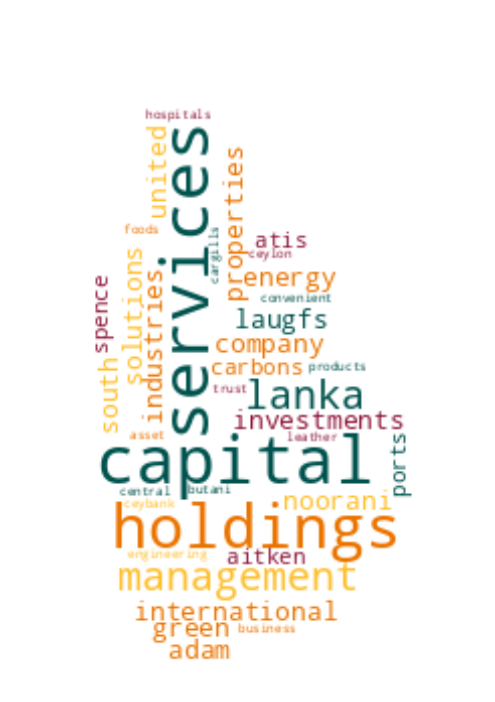 hospitals
united
services
properties
foods
cargills
atis
ceylon
solutions
industries
energy
spence
convenient
laugfs
company
south
carbons
products
trust
lanka
investments
asset
leather
capital
ports
central
butani
ceybank
noorani
holdings
engineering
aitken
management
international
green
business
adam